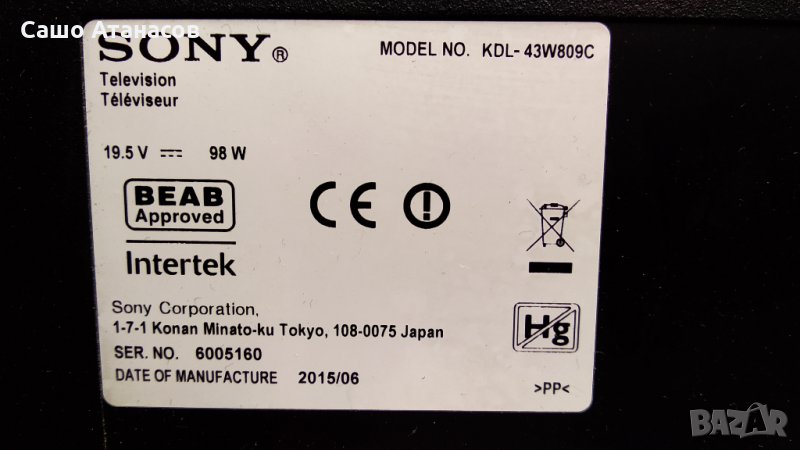 Сашо Атанасов
SONY®
MODEL NO. KDL- 43W809C
Television
Téléviseur
19.5 V ⎓ 98 W
BEAB
Approved
Intertek
CE
Sony Corporation,
1-7-1 Konan Minato-ku Tokyo, 108-0075 Japan
Hg
SER. NO. 6005160
DATE OF MANUFACTURE 2015/06
>PP<
BAZAR